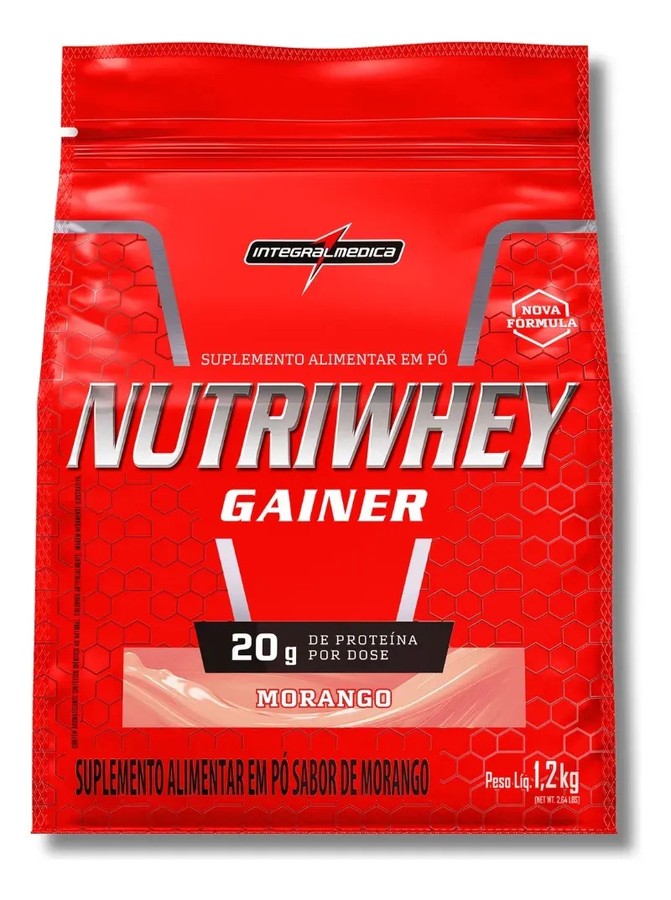 INTEGRALMEDICA
NOVA
FÓRMULA
SUPLEMENTO ALIMENTAR EM PÓ
NUTRIWHEY
GAINER
20g
DE PROTEÍNA
POR DOSE
MORANGO
SUPLEMENTO ALIMENTAR EM PÓ SABOR DE MORANGO
Peso Líq. 1,2kg
(NET WT. 2.64 LBS)